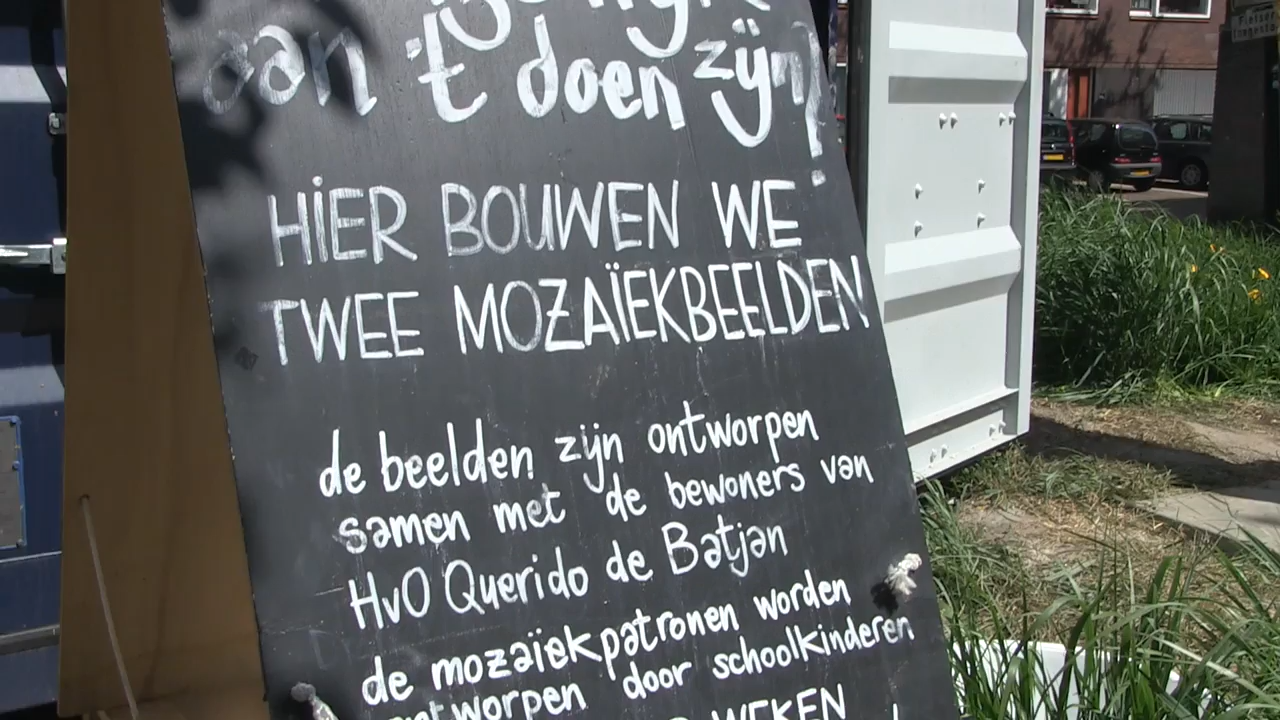 aan 't doen zijn?
HiER BOUWEN WE
TWEE MOZAÏEKBEELDEN
de beelden zijn ontworpen
samen met de bewoners van
HvO Querido de Batjan
de mozaïekpatronen worden
ontworpen door schoolkinderen
WEKEN